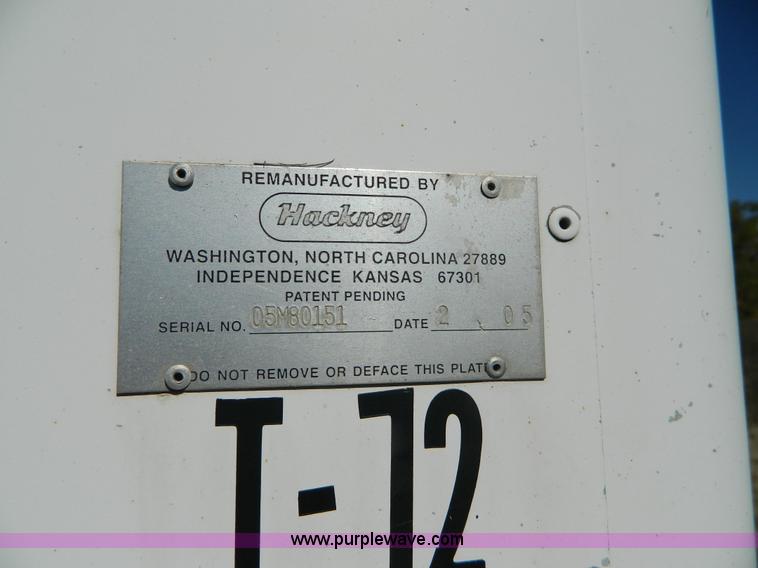 REMANUFACTURED BY
Hackney
WASHINGTON, NORTH CAROLINA 27889
INDEPENDENCE KANSAS 67301
PATENT PENDING
SERIAL NO. 05M80151 DATE 2 05
DO NOT REMOVE OR DEFACE THIS PLATE
T-72
www.purplewave.com